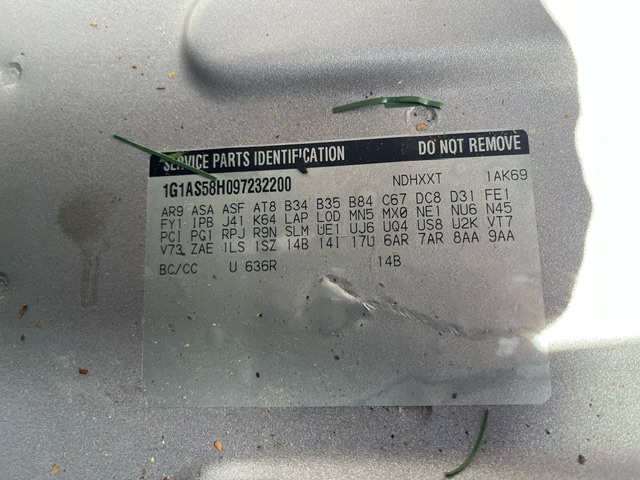 SERVICE PARTS IDENTIFICATION DO NOT REMOVE
1G1AS58H097232200 NDHXXT 1AK69
AR9 ASA ASF AT8 B34 B35 B84 C67 DC8 D31 FE1
FY1 IPB J41 K64 LAP LOD MN5 MX0 NE1 NU6 N45
PCI PG1 RPJ R9N SLM UE1 UJ6 UQ4 US8 U2K VT7
V73 ZAE 1LS 1SZ 14B 14I 17U 6AR 7AR 8AA 9AA
BC/CC U 636R 14B